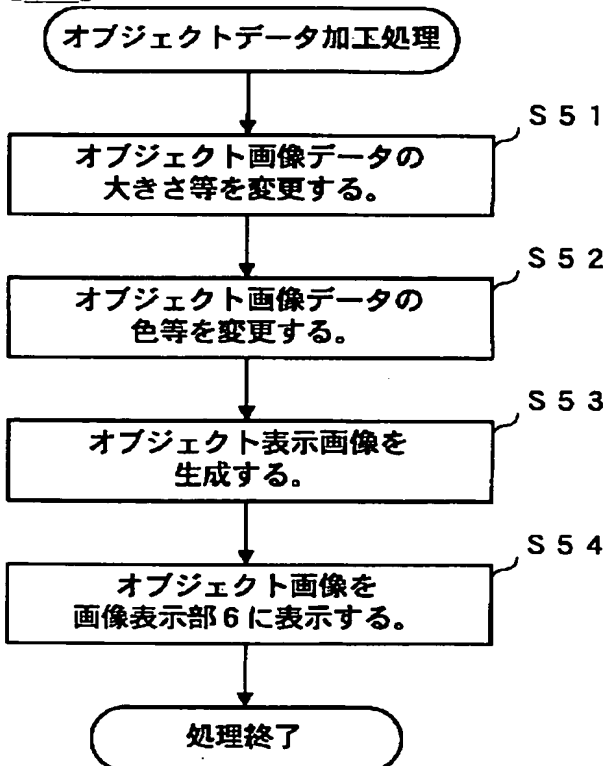 オブジェクトデータ加工処理
S51
オブジェクト画像データの
大きさ等を変更する。
S52
オブジェクト画像データの
色等を変更する。
S53
オブジェクト表示画像を
生成する。
S54
オブジェクト画像を
画像表示部6に表示する。
処理終了